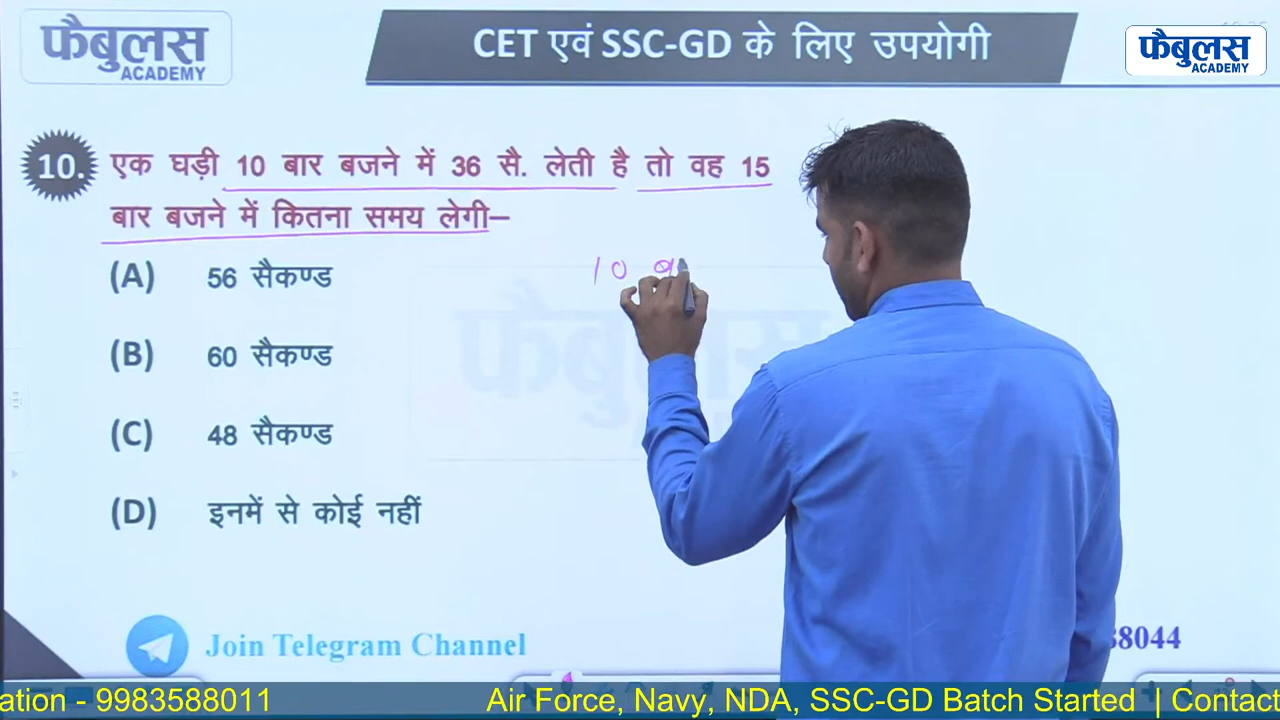 फैबुलस
ACADEMY
CET एवं SSC-GD के लिए उपयोगी
फैबुलस
ACADEMY
10. एक घड़ी 10 बार बजने में 36 सै. लेती है तो वह 15
बार बजने में कितना समय लेगी–
10
(A) 56 सैकण्ड
(B) 60 सैकण्ड
(C) 48 सैकण्ड
(D) इनमें से कोई नहीं
फैबुलस
Join Telegram Channel
68044
ation - 9983588011 Air Force, Navy, NDA, SSC-GD Batch Started | Contact